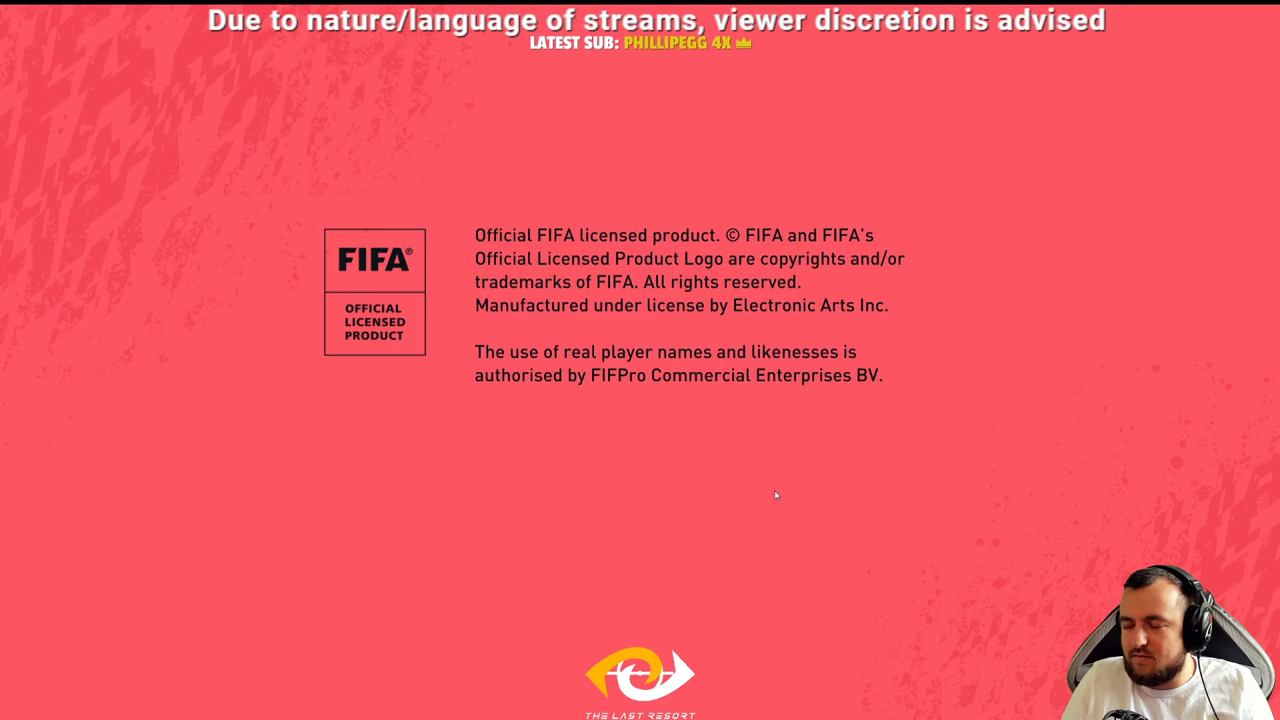 Due to nature/language of streams, viewer discretion is advised
LATEST SUB: PHILLIPEGG 4X
FIFA®
OFFICIAL
LICENSED
PRODUCT
Official FIFA licensed product. © FIFA and FIFA's
Official Licensed Product Logo are copyrights and/or
trademarks of FIFA. All rights reserved.
Manufactured under license by Electronic Arts Inc.
The use of real player names and likenesses is
authorised by FIFPro Commercial Enterprises BV.
THE LAST RESORT